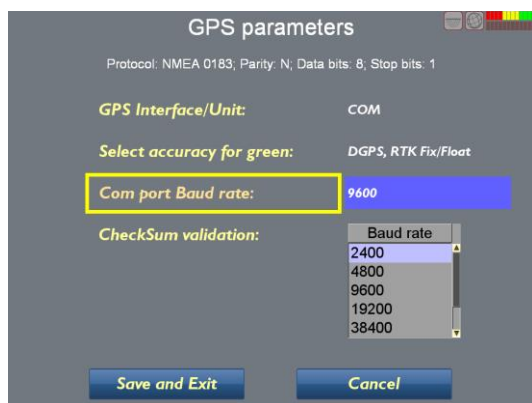 GPS parameters
Protocol: NMEA 0183; Parity: N; Data bits: 8; Stop bits: 1
GPS Interface/Unit: COM
Select accuracy for green: DGPS, RTK Fix/Float
Com port Baud rate: 9600
CheckSum validation:
Baud rate
2400
4800
9600
19200
38400
Save and Exit Cancel